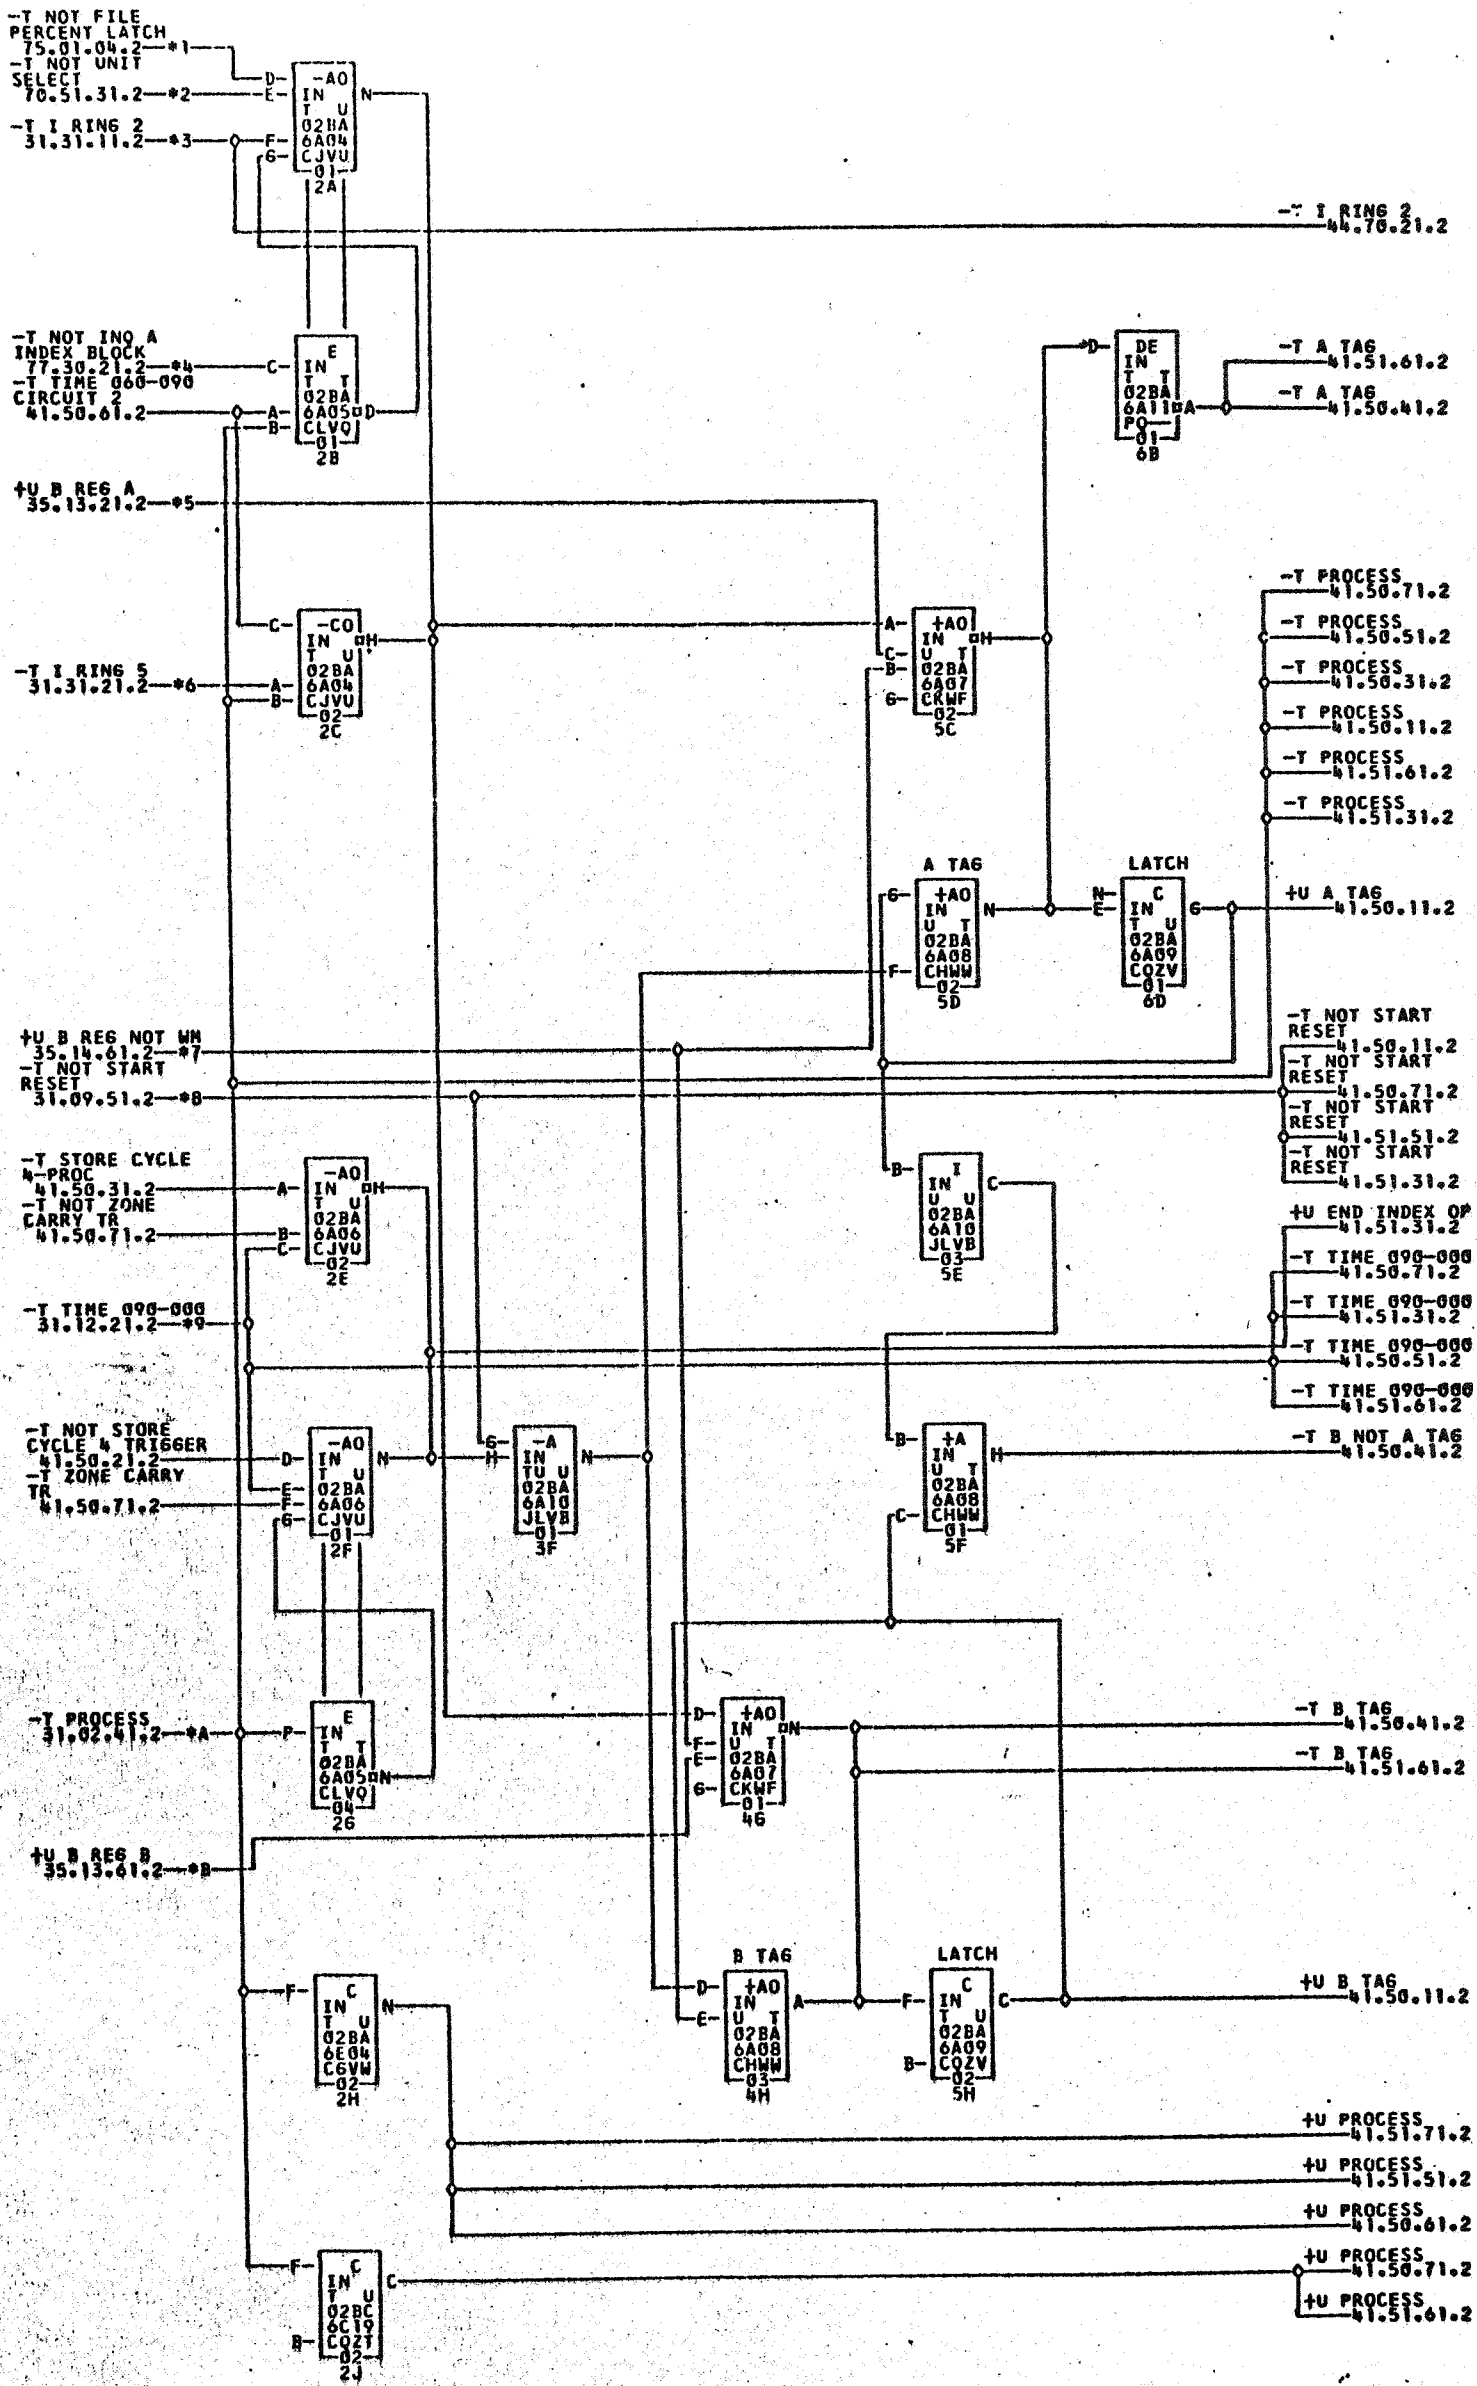 -T NOT FILE
PERCENT LATCH
75.01.04.2—*1
-T NOT UNIT
SELECT
70.51.31.2—*2
-T I RING 2
31.31.11.2—*3
D- -AO
E- IN N
T U
02BA
F- 6A04
G- CJVU
01
2A
-T I RING 2
44.70.21.2
-T NOT INQ A
INDEX BLOCK
77.30.21.2—*4
-T TIME 060-090
CIRCUIT 2
41.50.61.2
E
C- IN
T T
02BA
A- 6A05 D
B- CLVQ
01
2B
D- DE
IN
T T
02BA
6A11 A
PQ
01
6B
-T A TAG
41.51.61.2
-T A TAG
41.50.41.2
+U B REG A
35.13.21.2—*5
C- -CO
IN H
T U
02BA
A- 6A04
B- CJVU
02
2C
-T I RING 5
31.31.21.2—*6
A- +AO
IN H
C- U T
B- 02BA
6A07
G- CKWF
02
5C
-T PROCESS
41.50.71.2
-T PROCESS
41.50.51.2
-T PROCESS
41.50.31.2
-T PROCESS
41.50.11.2
-T PROCESS
41.51.61.2
-T PROCESS
41.51.31.2
A TAG
G- +AO
IN N
U T
02BA
6A08
F- CHWW
02
5D
LATCH
N- C
E- IN G
T U
02BA
6A09
CQZV
01
6D
+U A TAG
41.50.11.2
+U B REG NOT WM
35.14.61.2—*7
-T NOT START
RESET
31.09.51.2—*8
-T NOT START
RESET
41.50.11.2
-T NOT START
RESET
41.50.71.2
-T NOT START
RESET
41.51.51.2
-T NOT START
RESET
41.51.31.2
-T STORE CYCLE
4-PROC
41.50.31.2
-T NOT ZONE
CARRY TR
41.50.71.2
-AO
A- IN H
T U
02BA
B- 6A06
C- CJVU
02
2E
I
B- IN C
U U
02BA
6A10
JLVB
03
5E
+U END INDEX OP
41.51.31.2
-T TIME 090-000
41.50.71.2
-T TIME 090-000
41.51.31.2
-T TIME 090-000
41.50.51.2
-T TIME 090-000
41.51.61.2
-T TIME 090-000
31.12.21.2—*9
-T NOT STORE
CYCLE 4 TRIGGER
41.50.21.2
-T ZONE CARRY
TR
41.50.71.2
-AO
D- IN N
T U
E- 02BA
F- 6A06
G- CJVU
01
2F
G- -A
H- IN N
TU U
02BA
6A10
JLVB
01
3F
B- +A
IN H
U T
02BA
6A08
C- CHWW
01
5F
-T B NOT A TAG
41.50.41.2
-T PROCESS
31.02.41.2—*A
E
P- IN
T T
02BA
6A05 N
CLVQ
04
2G
D- +AO
IN N
F- U T
E- 02BA
6A07
G- CKWF
01
4G
-T B TAG
41.50.41.2
-T B TAG
41.51.61.2
+U B REG B
35.13.61.2—*B
F- C
IN N
T U
02BA
6E04
CGVW
02
2H
B TAG
D- +AO
IN A
E- U T
02BA
6A08
CHWW
03
4H
LATCH
C
F- IN C
T U
02BA
6A09
B- CQZV
02
5H
+U B TAG
41.50.11.2
+U PROCESS
41.51.71.2
+U PROCESS
41.51.51.2
+U PROCESS
41.50.61.2
+U PROCESS
41.50.71.2
+U PROCESS
41.51.61.2
F- C
IN C
T U
02BC
6C19
B- CQZT
02
2J